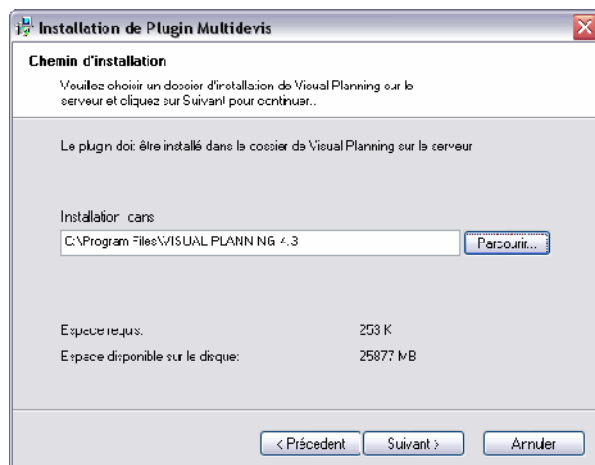 Installation de Plugin Multidevis
Chemin d'installation
Veuillez choisir un dossier d'installation de Visual Planning sur le
serveur et cliquez sur Suivant pour continuer..
Le plugin doit être installé dans le dossier de Visual Planning sur le serveur
Installation dans
C:\Program Files\VISUAL PLANNING 4.3
Parcourir...
Espace requis: 253 K
Espace disponible sur le disque: 25877 MB
< Précedent Suivant > Annuler